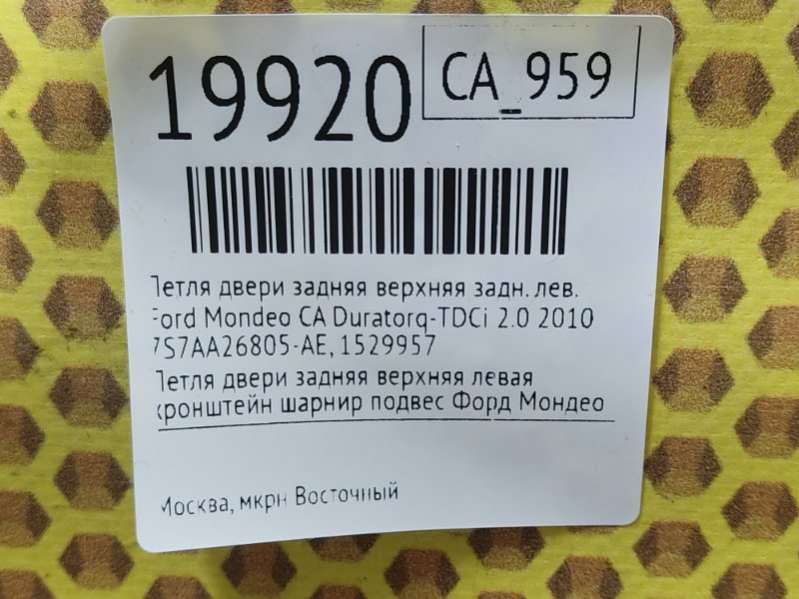 19920
CA_959
Петля двери задняя верхняя задн. лев.
Ford Mondeo CA Duratorq-TDCi 2.0 2010
7S7AA26805-AE, 1529957
Петля двери задняя верхняя левая
кронштейн шарнир подвес Форд Мондео
Москва, мкрн Восточный